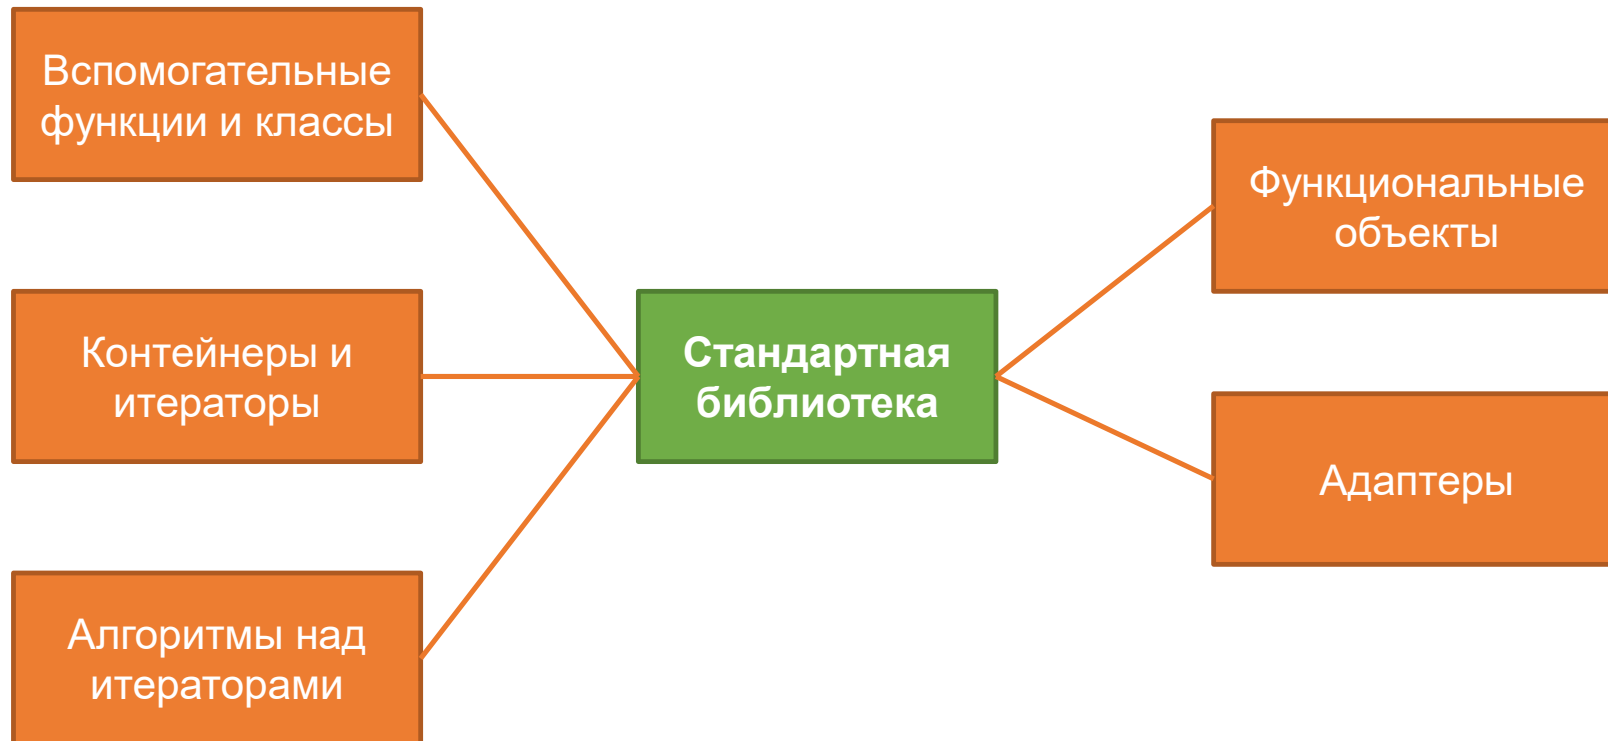 Вспомогательные
функции и классы
Контейнеры и
итераторы
Алгоритмы над
итераторами
Стандартная
библиотека
Функциональные
объекты
Адаптеры